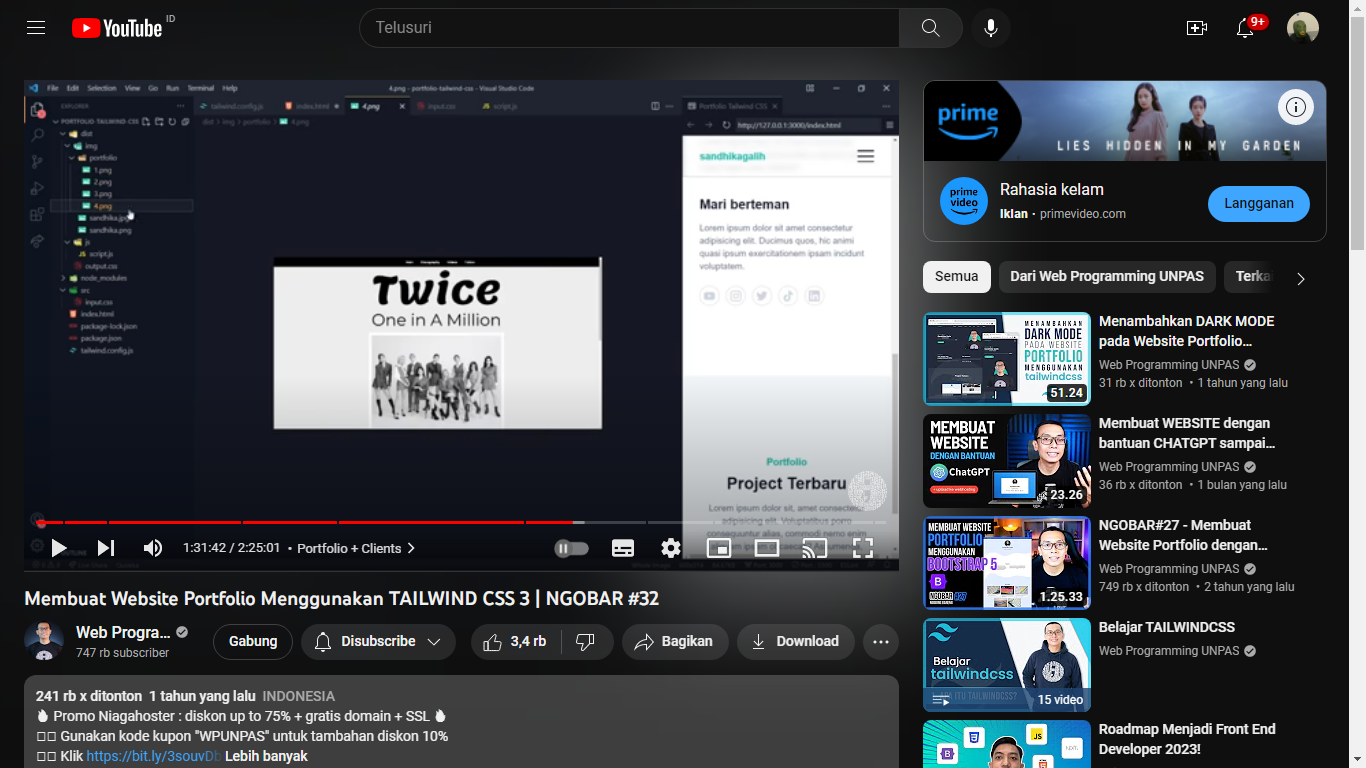 YouTube ID
Telusuri
9+
File Edit Selection View Go Run Terminal Help
4.png - portfolio-tailwind-css - Visual Studio Code
EXPLORER
tailwind.config.js
index.html
4.png
input.css
script.js
Portfolio Tailwind CSS
PORTFOLIO-TAILWIND-CSS
dist > img > portfolio > 4.png
http://127.0.0.1:3000/index.html
dist
img
portfolio
1.png
2.png
3.png
4.png
sandhika.jpg
sandhika.png
js
script.js
output.css
node_modules
src
input.css
index.html
package-lock.json
package.json
tailwind.config.js
Twice
One in A Million
sandhikagalih
Mari berteman
Lorem ipsum dolor sit amet consectetur
adipisicing elit. Ducimus quos, hic animi
quasi ipsum exercitationem ipsam incidunt
voluptatem.
Portfolio
Project Terbaru
Lorem ipsum dolor sit amet, consectetur
adipisicing elit. Voluptatibus porro
1:31:42 / 2:25:01 • Portfolio + Clients
Membuat Website Portfolio Menggunakan TAILWIND CSS 3 | NGOBAR #32
Web Progra...
747 rb subscriber
Gabung
Disubscribe
3,4 rb
Bagikan
Download
241 rb x ditonton 1 tahun yang lalu INDONESIA
Promo Niagahoster : diskon up to 75% + gratis domain + SSL
Gunakan kode kupon "WPUNPAS" untuk tambahan diskon 10%
Klik https://bit.ly/3souvDb Lebih banyak
prime
LIES HIDDEN IN MY GARDEN
prime
video
Rahasia kelam
Iklan · primevideo.com
Langganan
Semua
Dari Web Programming UNPAS
Terka
MENAMBAHKAN
DARK MODE
PADA WEBSITE
PORTFOLIO
MENGGUNAKAN
tailwindcss
51.24
Menambahkan DARK MODE
pada Website Portfolio...
Web Programming UNPAS
31 rb x ditonton • 1 tahun yang lalu
MEMBUAT
WEBSITE
DENGAN BANTUAN
ChatGPT
23.26
Membuat WEBSITE dengan
bantuan CHATGPT sampai...
Web Programming UNPAS
36 rb x ditonton • 1 bulan yang lalu
MEMBUAT WEBSITE
PORTFOLIO
MENGGUNAKAN
BOOTSTRAP 5
NGOBAR #27
1.25.33
NGOBAR#27 - Membuat
Website Portfolio dengan...
Web Programming UNPAS
749 rb x ditonton • 2 tahun yang lalu
Belajar
tailwindcss
1. APA ITU TAILWINDCSS?
15 video
Belajar TAILWINDCSS
Web Programming UNPAS
JS
NEXT
Roadmap Menjadi Front End
Developer 2023!